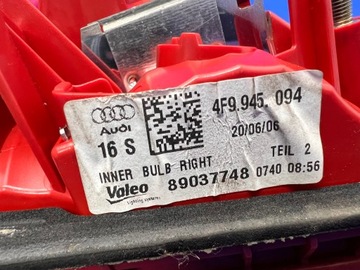 4F9.945.094
Audi
16 S
20/06/06
INNER BULB RIGHT TEIL 2
Valeo 89037748 0740 08:56
lighting systems